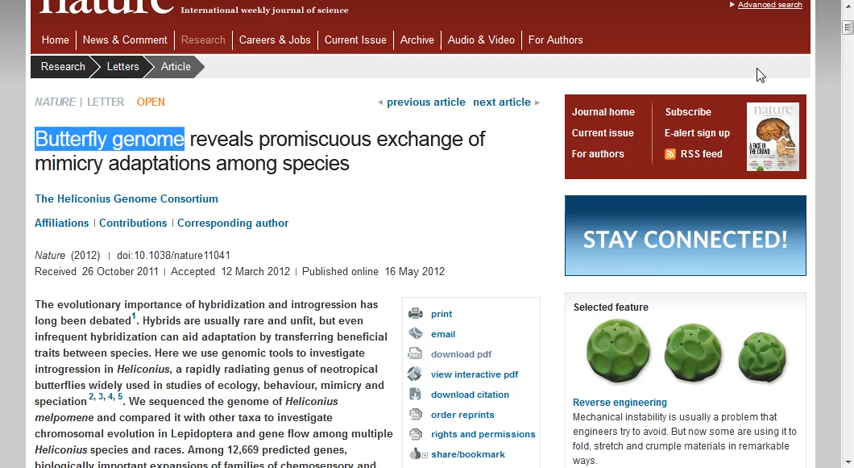 nature International weekly journal of science
Advanced search
Home News & Comment Research Careers & Jobs Current Issue Archive Audio & Video For Authors
Research Letters Article
NATURE | LETTER OPEN
previous article next article
Butterfly genome reveals promiscuous exchange of
mimicry adaptations among species
The Heliconius Genome Consortium
Affiliations | Contributions | Corresponding author
Nature (2012) | doi:10.1038/nature11041
Received 26 October 2011 | Accepted 12 March 2012 | Published online 16 May 2012
The evolutionary importance of hybridization and introgression has
long been debated1. Hybrids are usually rare and unfit, but even
infrequent hybridization can aid adaptation by transferring beneficial
traits between species. Here we use genomic tools to investigate
introgression in Heliconius, a rapidly radiating genus of neotropical
butterflies widely used in studies of ecology, behaviour, mimicry and
speciation2, 3, 4, 5. We sequenced the genome of Heliconius
melpomene and compared it with other taxa to investigate
chromosomal evolution in Lepidoptera and gene flow among multiple
Heliconius species and races. Among 12,669 predicted genes,
biologically important expansions of families of chemosensory and
print
email
download pdf
view interactive pdf
download citation
order reprints
rights and permissions
share/bookmark
Journal home Subscribe
Current issue E-alert sign up
For authors RSS feed
nature
STAY CONNECTED!
Selected feature
Reverse engineering
Mechanical instability is usually a problem that
engineers try to avoid. But now some are using it to
fold, stretch and crumple materials in remarkable
ways.